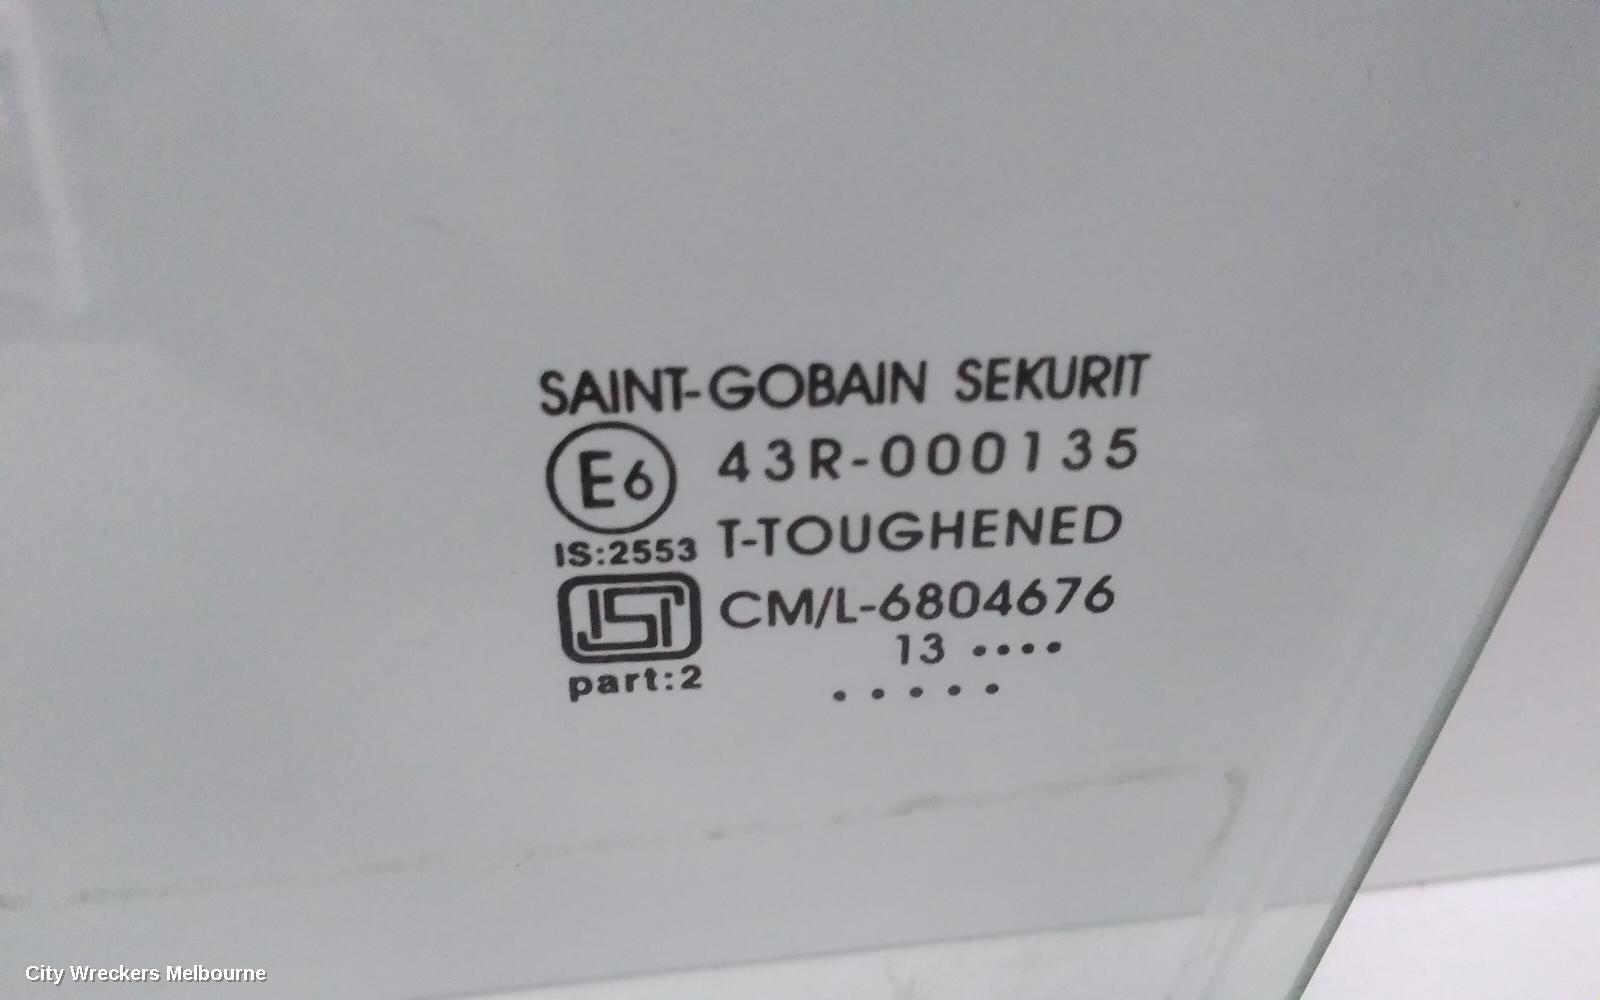 SAINT-GOBAIN SEKURIT
E6 43R-000135
IS:2553 T-TOUGHENED
ISI CM/L-6804676
13 ····
part:2 ·····
City Wreckers Melbourne